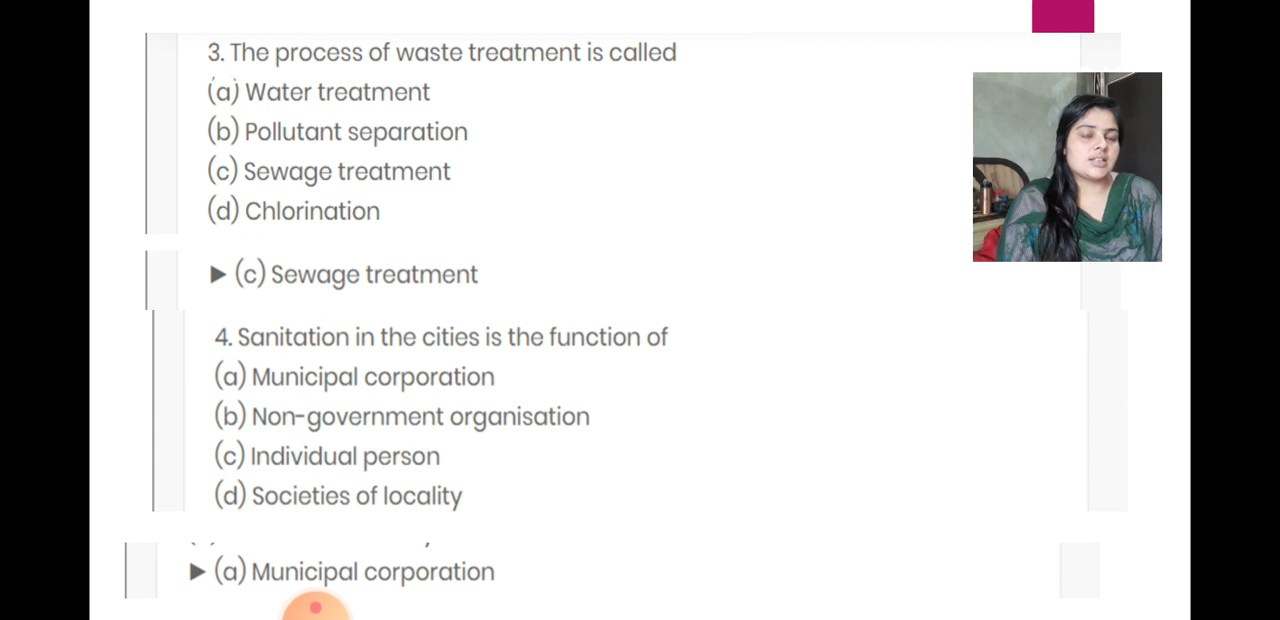 3. The process of waste treatment is called
(a) Water treatment
(b) Pollutant separation
(c) Sewage treatment
(d) Chlorination
▶ (c) Sewage treatment
4. Sanitation in the cities is the function of
(a) Municipal corporation
(b) Non-government organisation
(c) Individual person
(d) Societies of locality
▶ (a) Municipal corporation